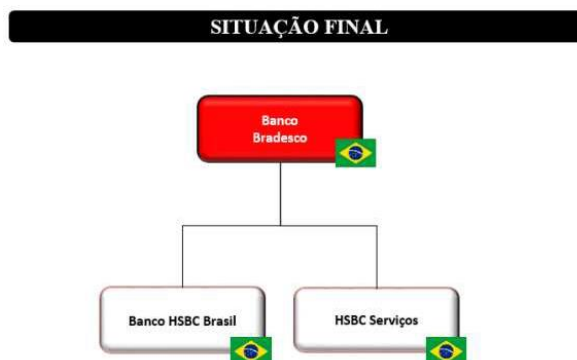 SITUAÇÃO FINAL
Banco
Bradesco
Banco HSBC Brasil
HSBC Serviços